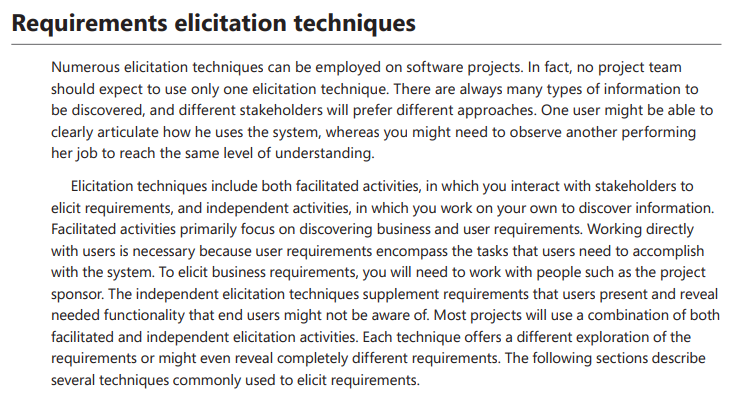 Requirements elicitation techniques
Numerous elicitation techniques can be employed on software projects. In fact, no project team
should expect to use only one elicitation technique. There are always many types of information to
be discovered, and different stakeholders will prefer different approaches. One user might be able to
clearly articulate how he uses the system, whereas you might need to observe another performing
her job to reach the same level of understanding.
Elicitation techniques include both facilitated activities, in which you interact with stakeholders to
elicit requirements, and independent activities, in which you work on your own to discover information.
Facilitated activities primarily focus on discovering business and user requirements. Working directly
with users is necessary because user requirements encompass the tasks that users need to accomplish
with the system. To elicit business requirements, you will need to work with people such as the project
sponsor. The independent elicitation techniques supplement requirements that users present and reveal
needed functionality that end users might not be aware of. Most projects will use a combination of both
facilitated and independent elicitation activities. Each technique offers a different exploration of the
requirements or might even reveal completely different requirements. The following sections describe
several techniques commonly used to elicit requirements.